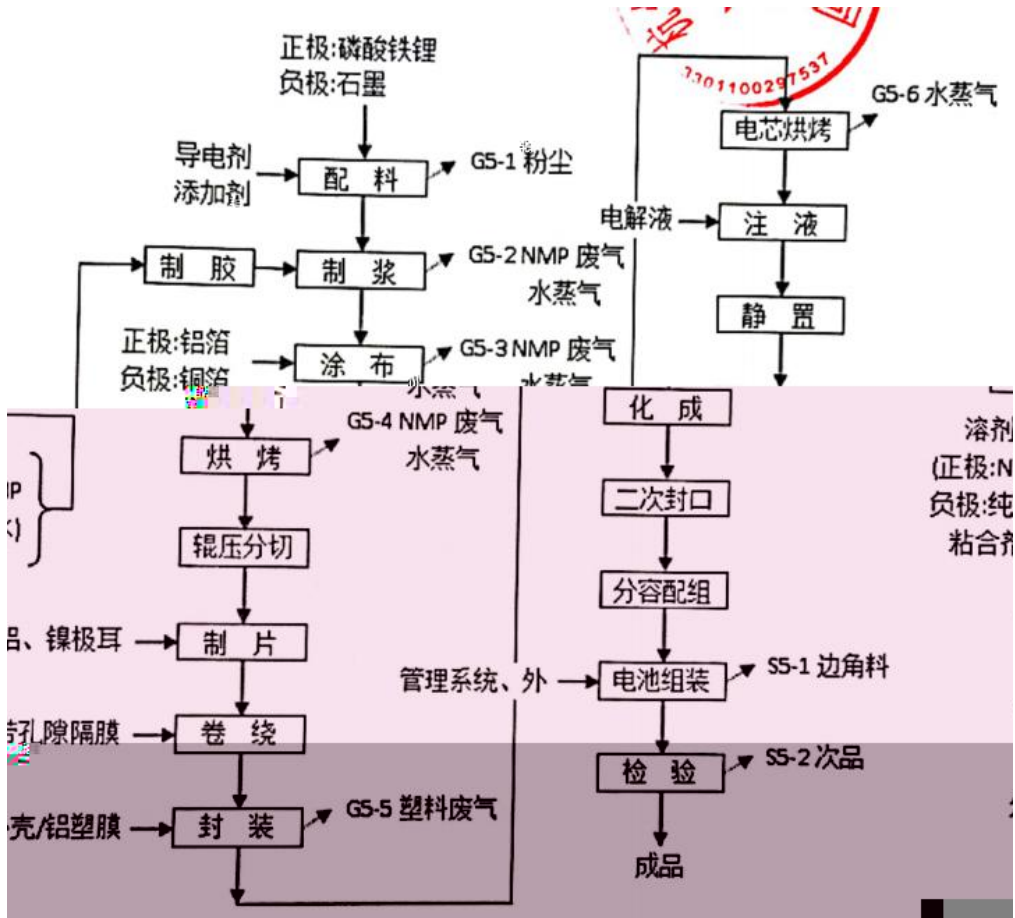 正极:磷酸铁锂
负极:石墨
导电剂
添加剂
配 料
G5-1 粉尘
制 胶
制 浆
G5-2 NMP 废气
水蒸气
正极:铝箔
负极:铜箔
涂 布
G5-3 NMP 废气
水蒸气
3301100297537
电芯烘烤
G5-6 水蒸气
电解液
注 液
静 置
水蒸气
G5-4 NMP 废气
水蒸气
烘 烤
辊压分切
、镍极耳
制 片
孔隙隔膜
卷 绕
壳/铝塑膜
封 装
G5-5 塑料废气
化 成
二次封口
分容配组
管理系统、外
电池组装
S5-1 边角料
检 验
S5-2 次品
成品
溶剂
(正极:N
负极:纯
粘合剂